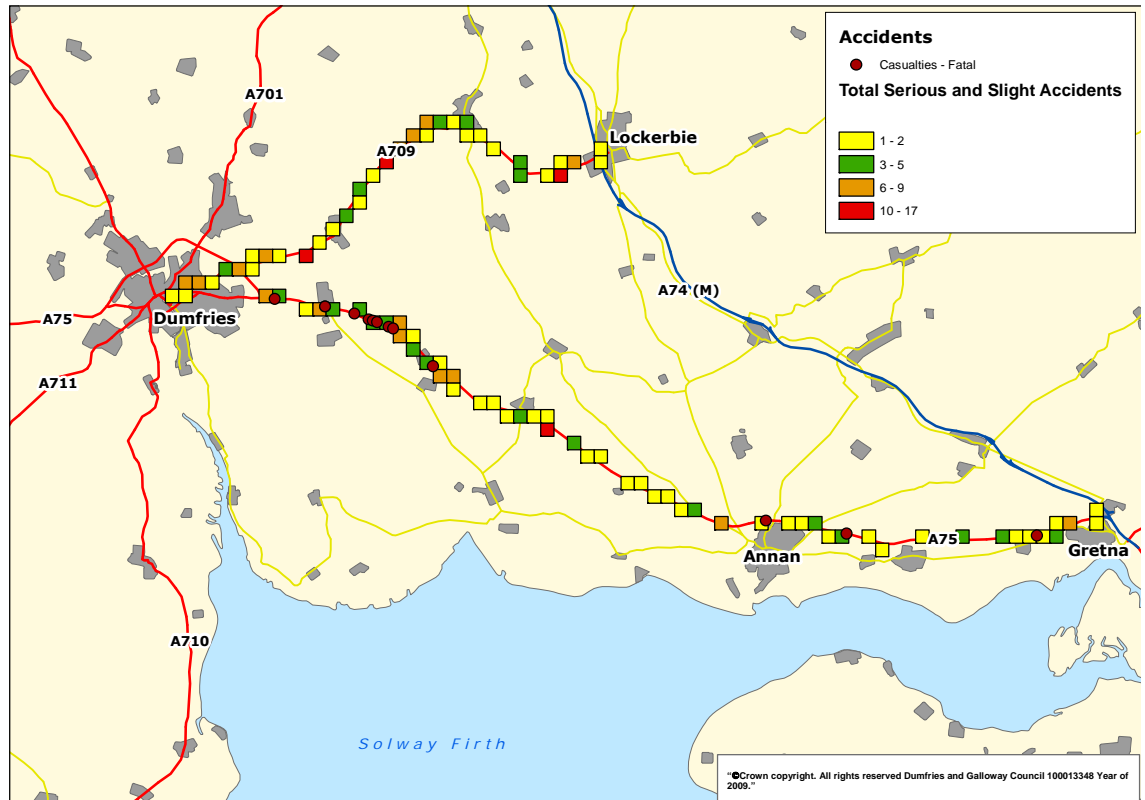 Accidents
Casualties - Fatal
Total Serious and Slight Accidents
1 - 2
3 - 5
6 - 9
10 - 17
A701
Lockerbie
A709
A74 (M)
Dumfries
A75
A711
A75
Annan
Gretna
A710
Solway Firth
"©Crown copyright. All rights reserved Dumfries and Galloway Council 100013348 Year of
2009."